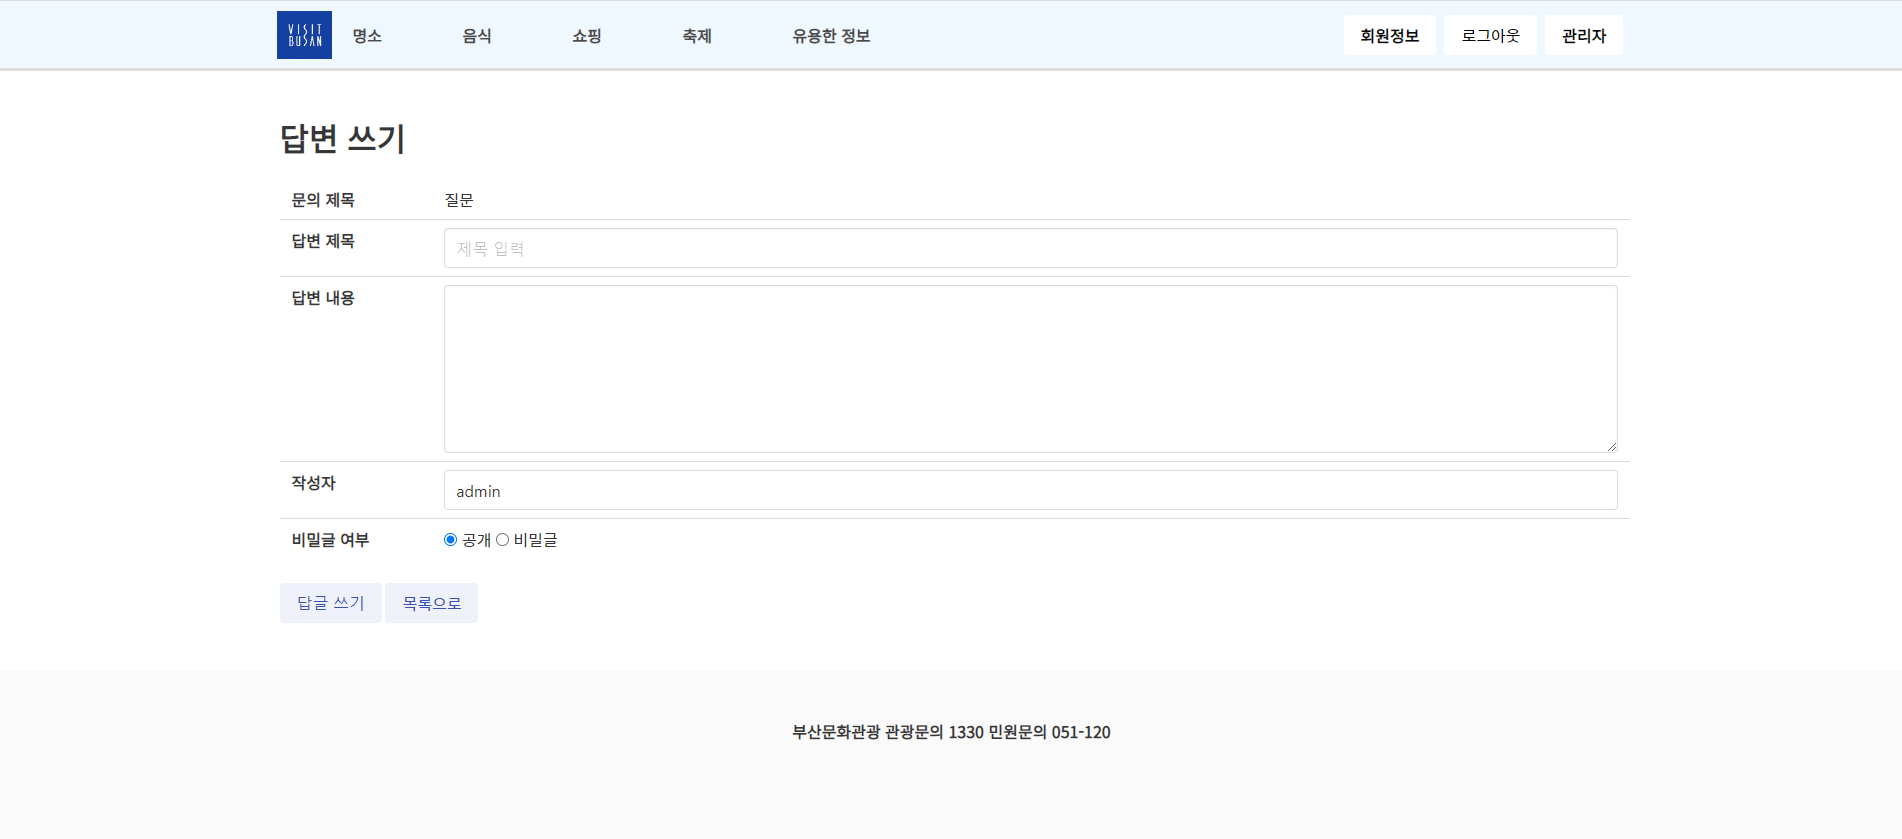 VISIT
BUSAN
명소 음식 쇼핑 축제 유용한 정보 회원정보 로그아웃 관리자
답변 쓰기
문의 제목 질문
답변 제목 제목 입력
답변 내용
작성자 admin
비밀글 여부 공개 비밀글
답글 쓰기 목록으로
부산문화관광 관광문의 1330 민원문의 051-120